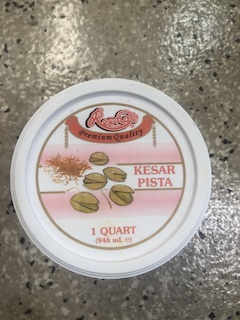 Premium Quality
KESAR
PISTA
1 QUART
(946 mL e)